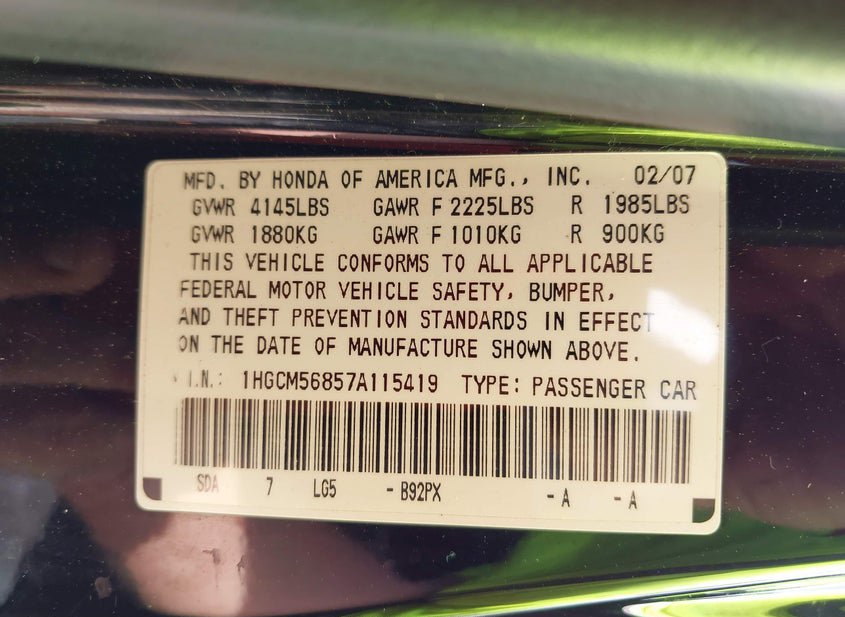 MFD. BY HONDA OF AMERICA MFG., INC. 02/07
GVWR 4145LBS GAWR F 2225LBS R 1985LBS
GVWR 1880KG GAWR F 1010KG R 900KG
THIS VEHICLE CONFORMS TO ALL APPLICABLE
FEDERAL MOTOR VEHICLE SAFETY, BUMPER,
AND THEFT PREVENTION STANDARDS IN EFFECT
ON THE DATE OF MANUFACTURE SHOWN ABOVE.
V.I.N.: 1HGCM56857A115419 TYPE: PASSENGER CAR
SDA 7 LG5 -B92PX -A -A